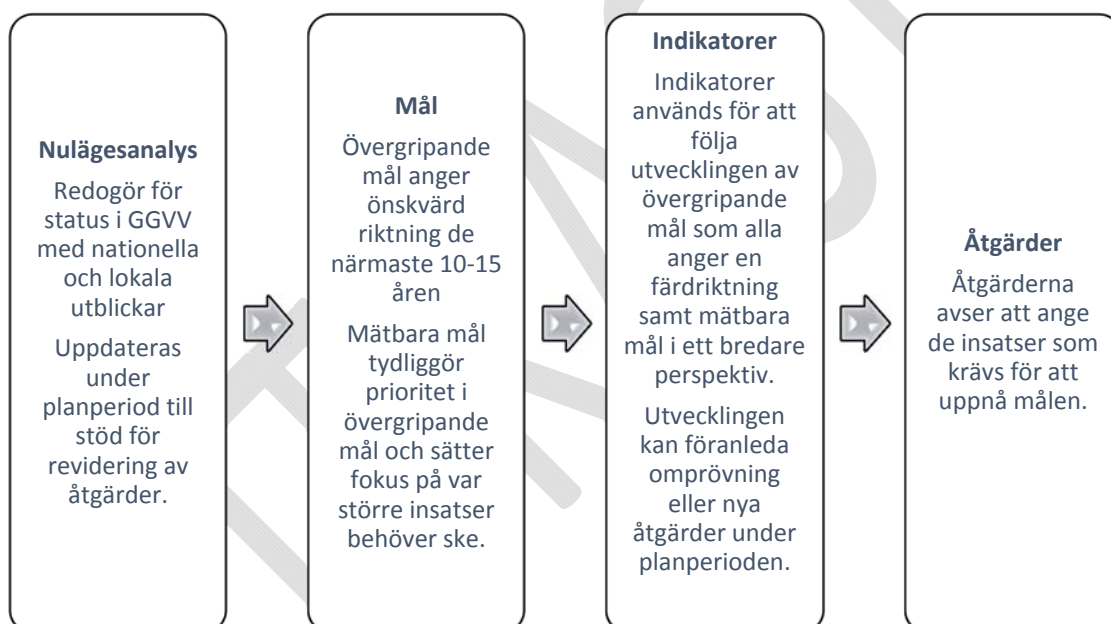 Nulägesanalys
Redogör för
status i GGVV
med nationella
och lokala
utblickar
Uppdateras
under
planperiod till
stöd för
revidering av
åtgärder.
Mål
Övergripande
mål anger
önskvärd
riktning de
närmaste 10-15
åren
Mätbara mål
tydliggör
prioritet i
övergripande
mål och sätter
fokus på var
större insatser
behöver ske.
Indikatorer
Indikatorer
används för att
följa
utvecklingen av
övergripande
mål som alla
anger en
färdriktning
samt mätbara
mål i ett bredare
perspektiv.
Utvecklingen
kan föranleda
omprövning
eller nya
åtgärder under
planperioden.
Åtgärder
Åtgärderna
avser att ange
de insatser som
krävs för att
uppnå målen.